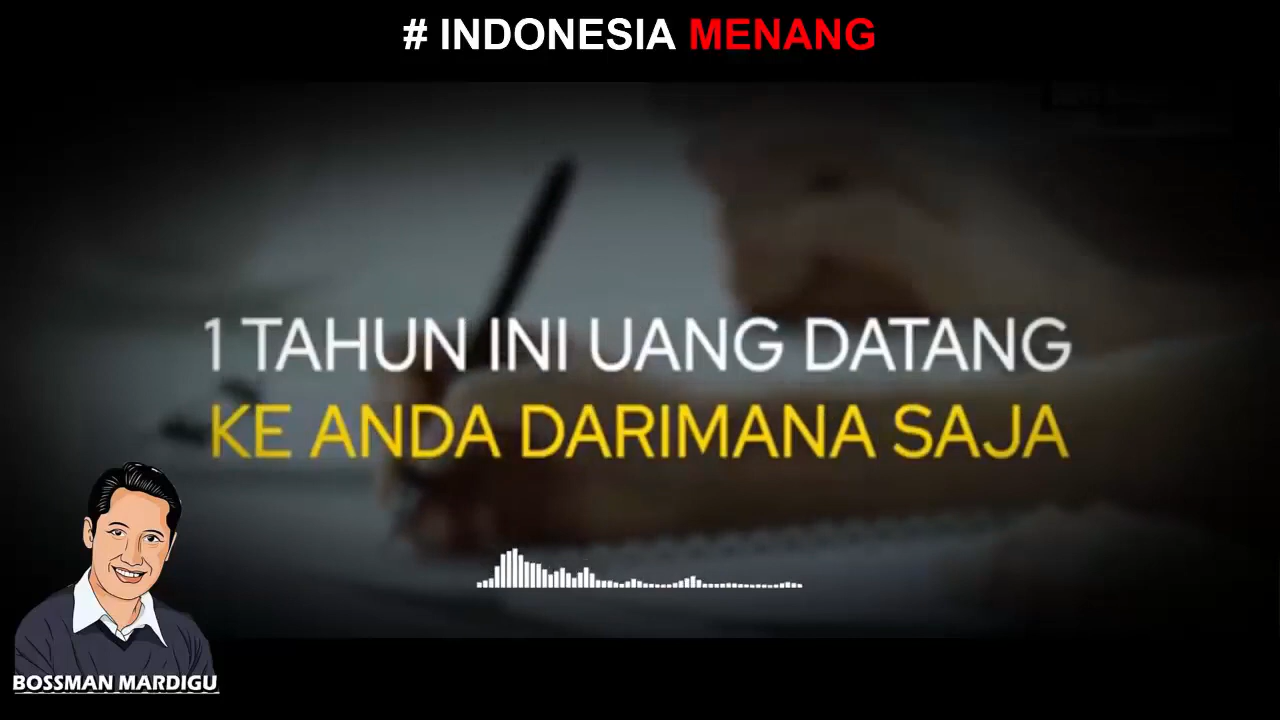 # INDONESIA MENANG
1 TAHUN INI UANG DATANG
KE ANDA DARIMANA SAJA
BOSSMAN MARDIGU